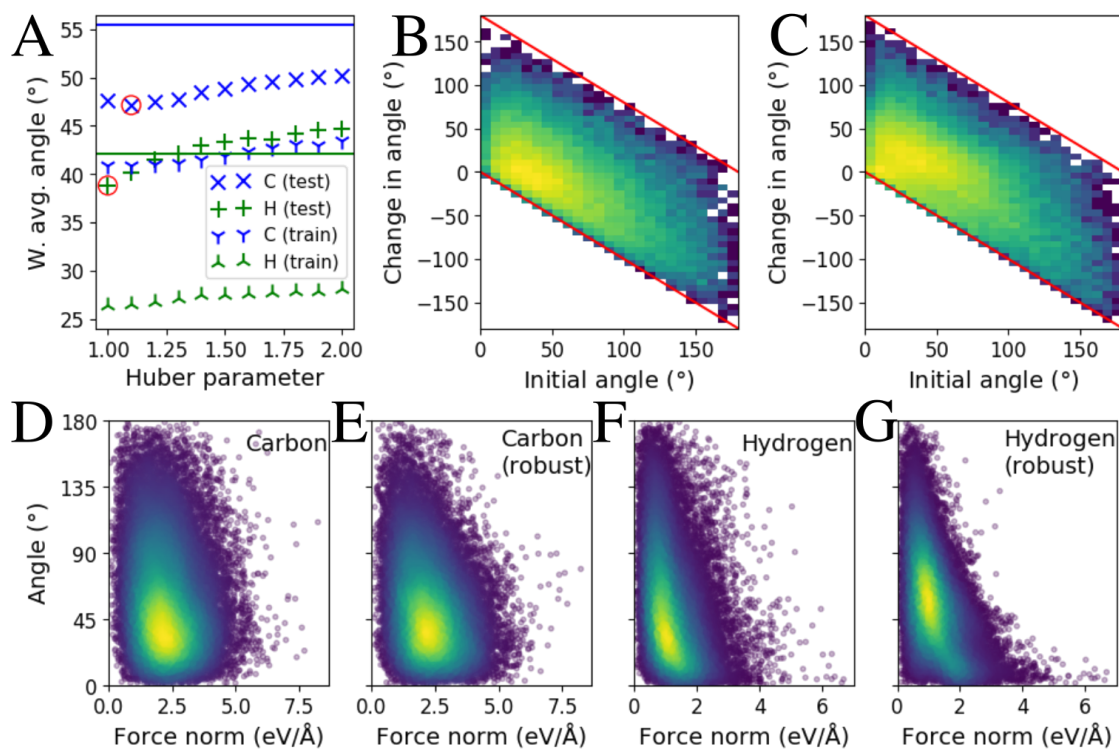 A
B
C
55
50
45
40
35
30
25
W. avg. angle (°)
1.00 1.25 1.50 1.75 2.00
Huber parameter
C (test)
H (test)
C (train)
H (train)
150
100
50
0
−50
−100
−150
Change in angle (°)
0 50 100 150
Initial angle (°)
150
100
50
0
−50
−100
−150
Change in angle (°)
0 50 100 150
Initial angle (°)
D
E
F
G
180
135
90
45
0
Angle (°)
Carbon
0.0 2.5 5.0 7.5
Force norm (eV/Å)
Carbon
(robust)
0.0 2.5 5.0 7.5
Force norm (eV/Å)
Hydrogen
0 2 4 6
Force norm (eV/Å)
Hydrogen
(robust)
0 2 4 6
Force norm (eV/Å)